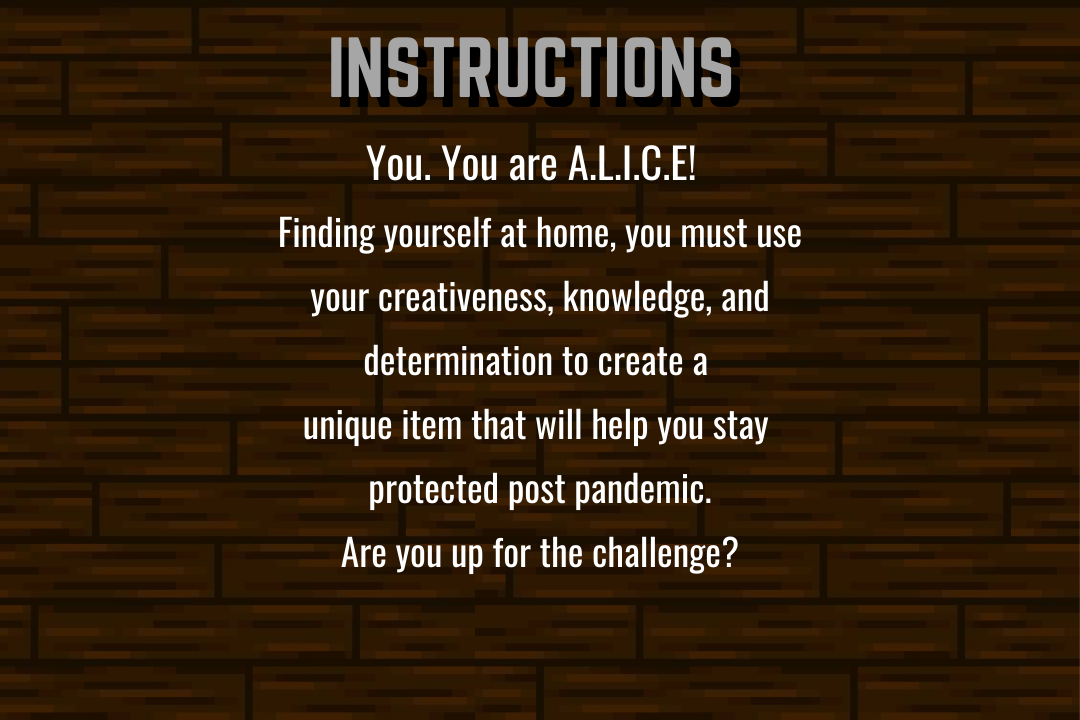 INSTRUCTIONS
You. You are A.L.I.C.E!
Finding yourself at home, you must use
your creativeness, knowledge, and
determination to create a
unique item that will help you stay
protected post pandemic.
Are you up for the challenge?